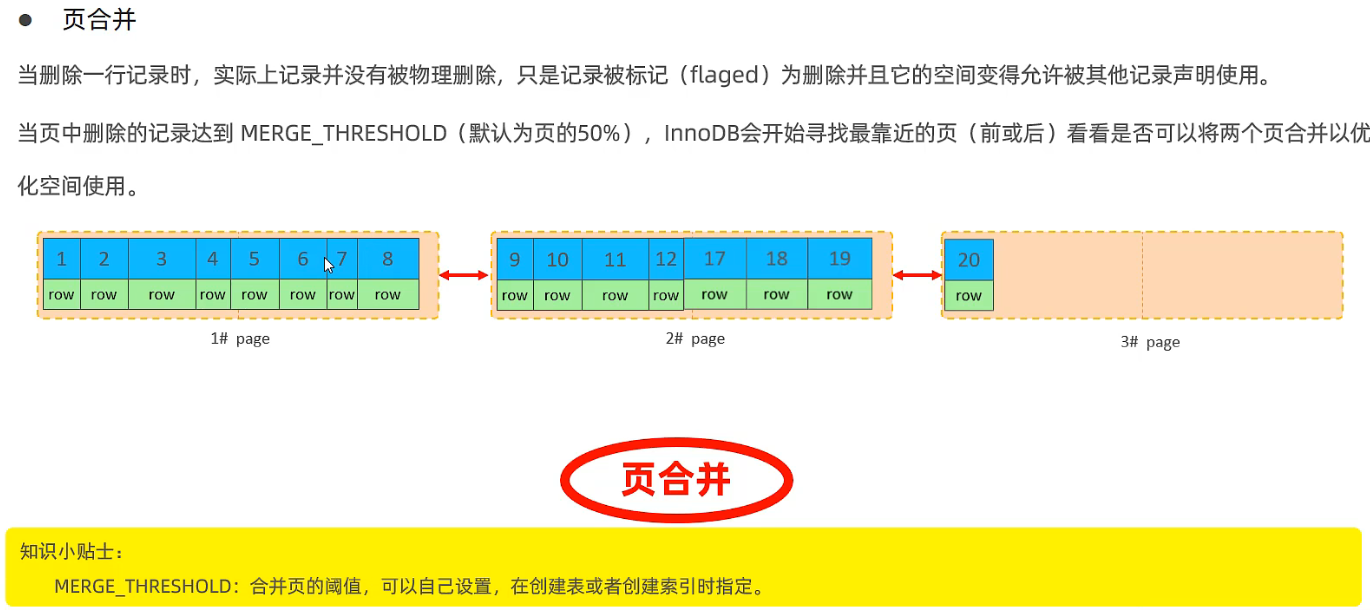 ● 页合并
当删除一行记录时，实际上记录并没有被物理删除，只是记录被标记（flaged）为删除并且它的空间变得允许被其他记录声明使用。
当页中删除的记录达到 MERGE_THRESHOLD（默认为页的50%），InnoDB会开始寻找最靠近的页（前或后）看看是否可以将两个页合并以优
化空间使用。
1 2 3 4 5 6 7 8 9 10 11 12 17 18 19 20
row row row row row row row row row row row row row row row row
1# page 2# page 3# page
页合并
知识小贴士：
MERGE_THRESHOLD：合并页的阈值，可以自己设置，在创建表或者创建索引时指定。